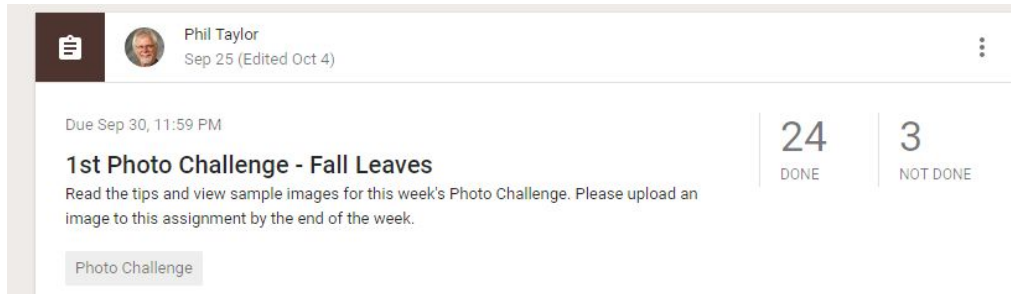 Phil Taylor
Sep 25 (Edited Oct 4)
Due Sep 30, 11:59 PM
1st Photo Challenge - Fall Leaves
Read the tips and view sample images for this week's Photo Challenge. Please upload an
image to this assignment by the end of the week.
24
DONE
3
NOT DONE
Photo Challenge